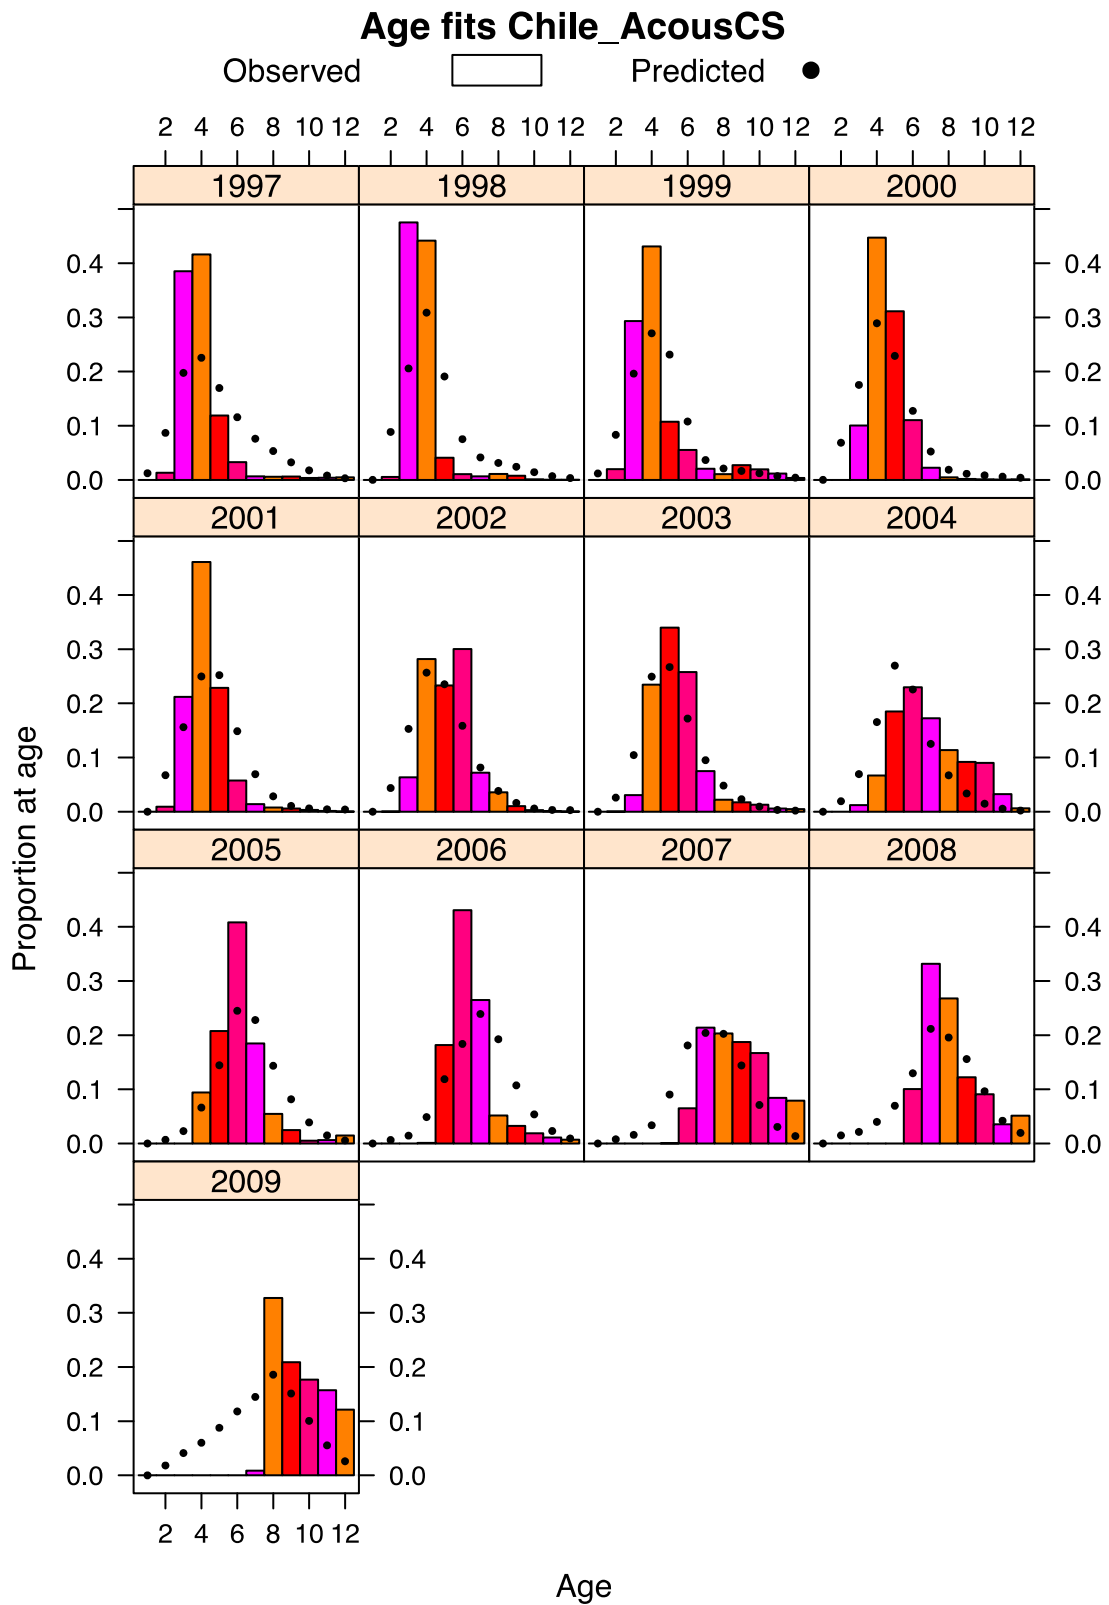 Age fits Chile_AcousCS
Observed Predicted
2 4 6 8 10 12 2 4 6 8 10 12 2 4 6 8 10 12 2 4 6 8 10 12
1997 1998 1999 2000
0.4 0.4
0.3 0.3
0.2 0.2
0.1 0.1
0.0 0.0
2001 2002 2003 2004
0.4 0.4
0.3 0.3
0.2 0.2
0.1 0.1
0.0 0.0
Proportion at age
2005 2006 2007 2008
0.4 0.4
0.3 0.3
0.2 0.2
0.1 0.1
0.0 0.0
2009
0.4 0.4
0.3 0.3
0.2 0.2
0.1 0.1
0.0 0.0
2 4 6 8 10 12
Age